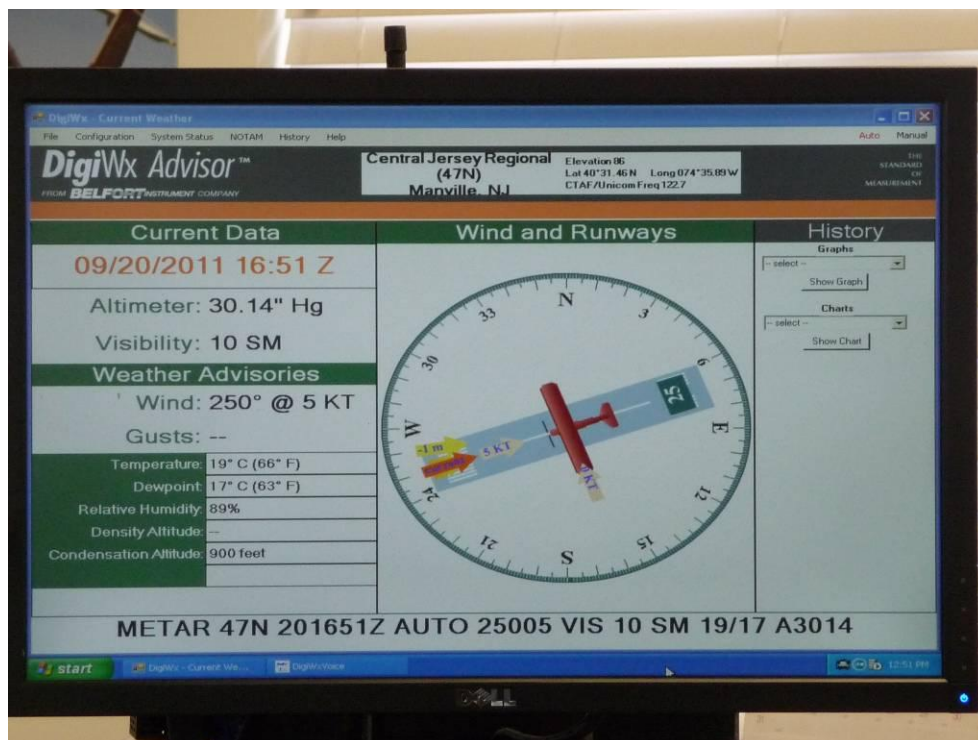 DigiWx - Current Weather
File Configuration System Status NOTAM History Help Auto Manual
DigiWx Advisor™
FROM BELFORT INSTRUMENT COMPANY
Central Jersey Regional
(47N)
Manville, NJ
Elevation 86
Lat 40°31.46 N Long 074°35.89 W
CTAF/Unicom Freq 122.7
THE
STANDARD
OF
MEASUREMENT
Current Data
09/20/2011 16:51 Z
Altimeter: 30.14" Hg
Visibility: 10 SM
Weather Advisories
Wind: 250° @ 5 KT
Gusts: --
Temperature: 19° C (66° F)
Dewpoint: 17° C (63° F)
Relative Humidity: 89%
Density Altitude: --
Condensation Altitude: 900 feet
Wind and Runways
N
33
3
30
6
25
W
E
-1 m
5 KT
current
KT
24
12
21
15
S
History
Graphs
-- select --
Show Graph
Charts
-- select --
Show Chart
METAR 47N 201651Z AUTO 25005 VIS 10 SM 19/17 A3014
start DigiWx - Current We... DigiWxVoice 12:51 PM
DELL